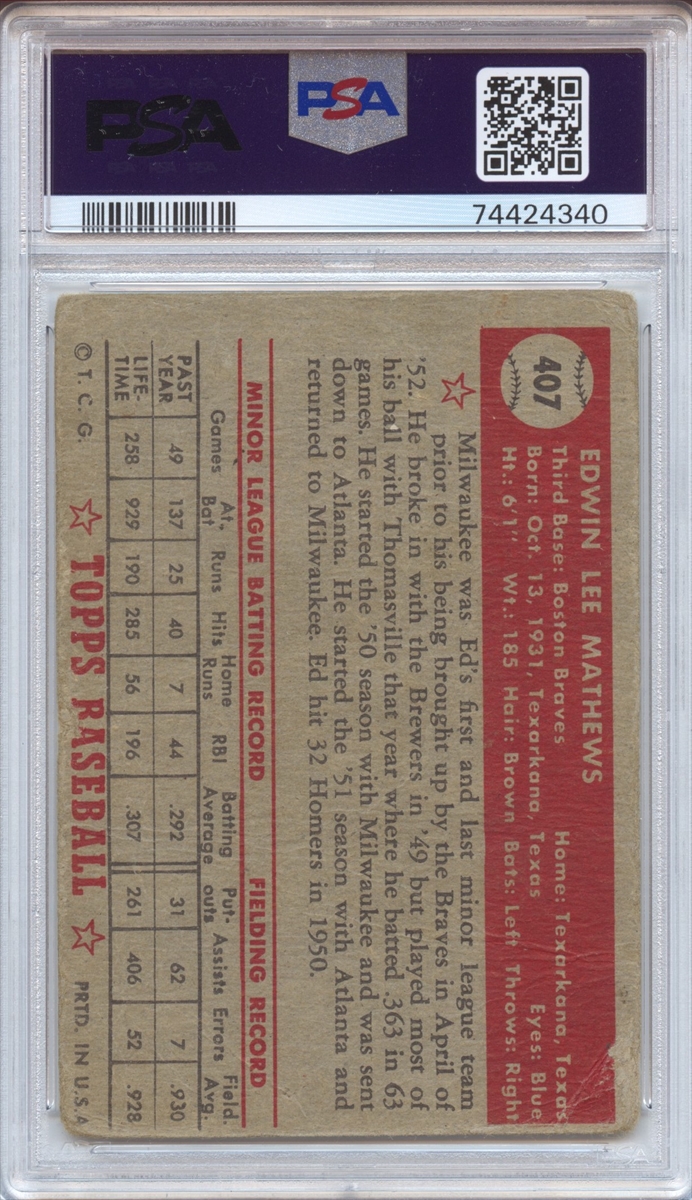 PSA
PSA
74424340
407
EDWIN LEE MATHEWS
Third Base: Boston Braves Home: Texarkana, Texas
Born: Oct. 13, 1931, Texarkana, Texas Eyes: Blue
Ht.: 6'1" Wt.: 185 Hair: Brown Bats: Left Throws: Right
Milwaukee was Ed's first and last minor league team
prior to his being brought up by the Braves in April of
'52. He broke in with the Brewers in '49 but played most of
his ball with Thomasville that year where he batted .363 in 63
games. He started the '50 season with Milwaukee and was sent
down to Atlanta. He started the '51 season with Atlanta and
returned to Milwaukee. Ed hit 32 Homers in 1950.
MINOR LEAGUE BATTING RECORD FIELDING RECORD
Games At Bat Runs Hits Home Runs RBI Batting Average Put-outs Assists Errors Field. Avg.
PAST YEAR 49 137 25 40 7 44 .292 31 62 7 .930
LIFE-TIME 258 929 190 285 56 196 .307 261 406 52 .928
© T. C. G. TOPPS BASEBALL PRTD. IN U.S.A